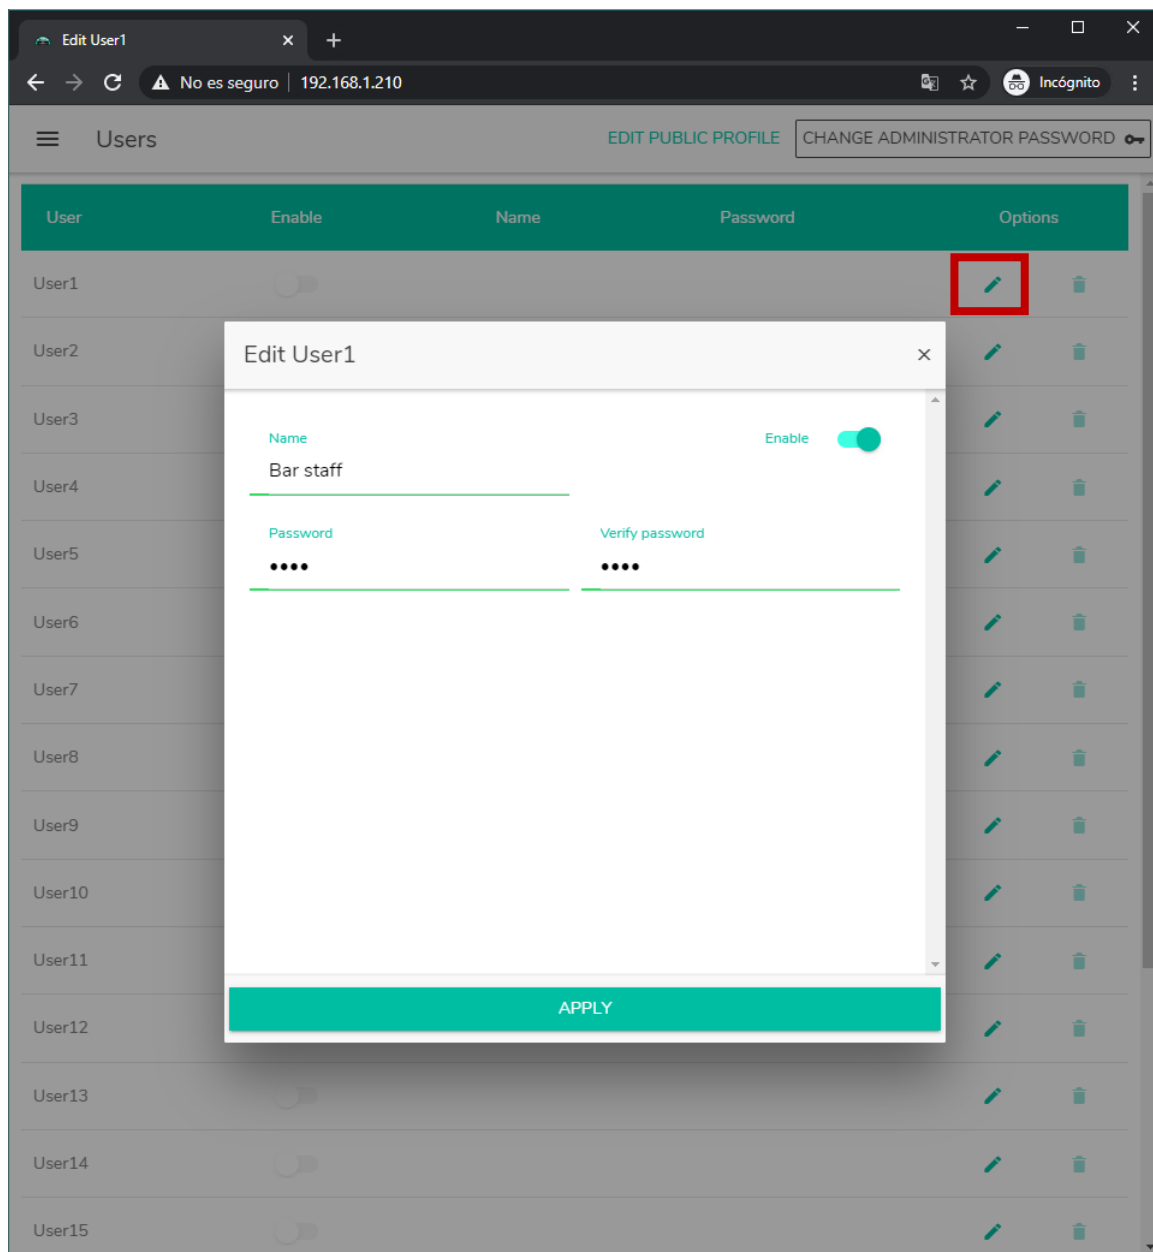 Edit User1
No es seguro 192.168.1.210 Incógnito
Users EDIT PUBLIC PROFILE CHANGE ADMINISTRATOR PASSWORD
User Enable Name Password Options
User1
User2
User3
User4
User5
User6
User7
User8
User9
User10
User11
User12
User13
User14
User15
Edit User1
Name Enable
Bar staff
Password Verify password
•••• ••••
APPLY